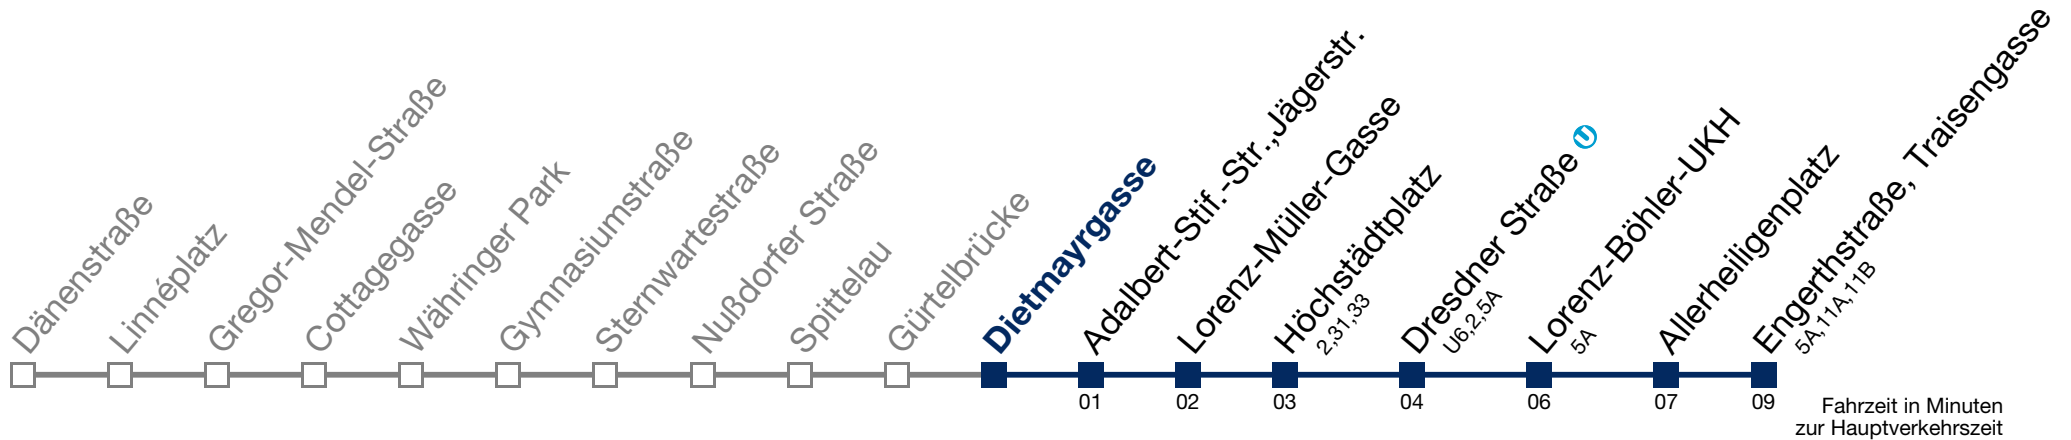 Dänenstraße
Linnéplatz
Gregor-Mendel-Straße
Cottagegasse
Währinger Park
Gymnasiumstraße
Sternwartestraße
Nußdorfer Straße
Spittelau
Gürtelbrücke
Dietmayrgasse
Adalbert-Stif.-Str.,Jägerstr.
Lorenz-Müller-Gasse
Höchstädtplatz
2,31,33
Dresdner Straße U
U6,2,5A
Lorenz-Böhler-UKH
5A
Allerheiligenplatz
Engerthstraße, Traisengasse
5A,11A,11B
01
02
03
04
06
07
09
Fahrzeit in Minuten
zur Hauptverkehrszeit